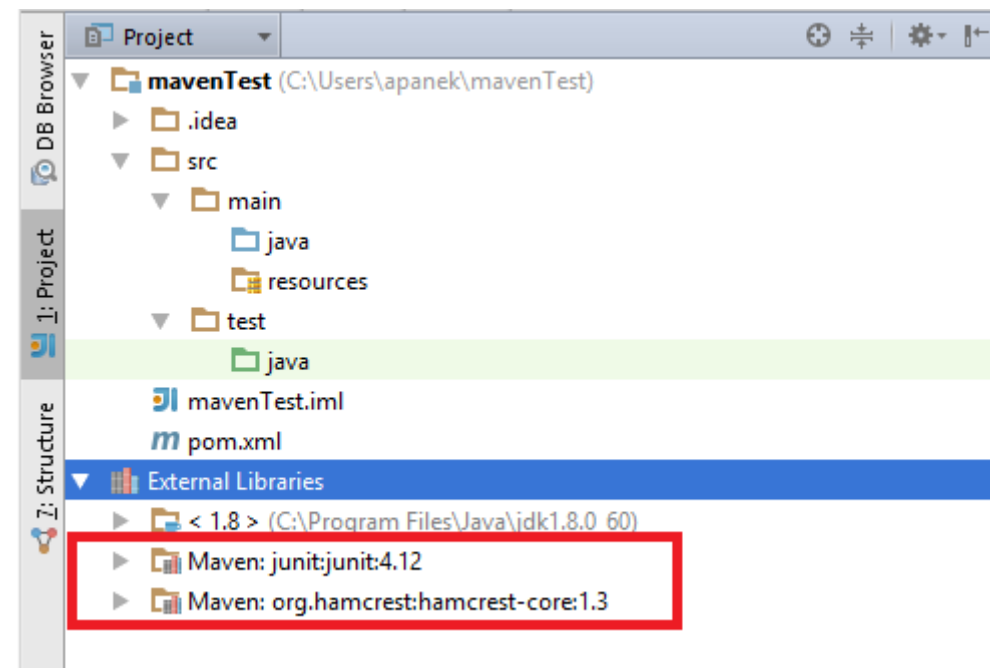 Project
mavenTest (C:\Users\apanek\mavenTest)
.idea
src
main
java
resources
test
java
mavenTest.iml
m pom.xml
External Libraries
< 1.8 > (C:\Program Files\Java\jdk1.8.0_60)
Maven: junit:junit:4.12
Maven: org.hamcrest:hamcrest-core:1.3
DB Browser
1: Project
7: Structure